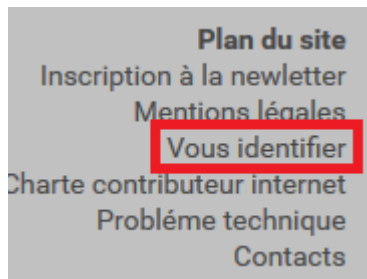 Plan du site
Inscription à la newletter
Mentions légales
Vous identifier
Charte contributeur internet
Probléme technique
Contacts